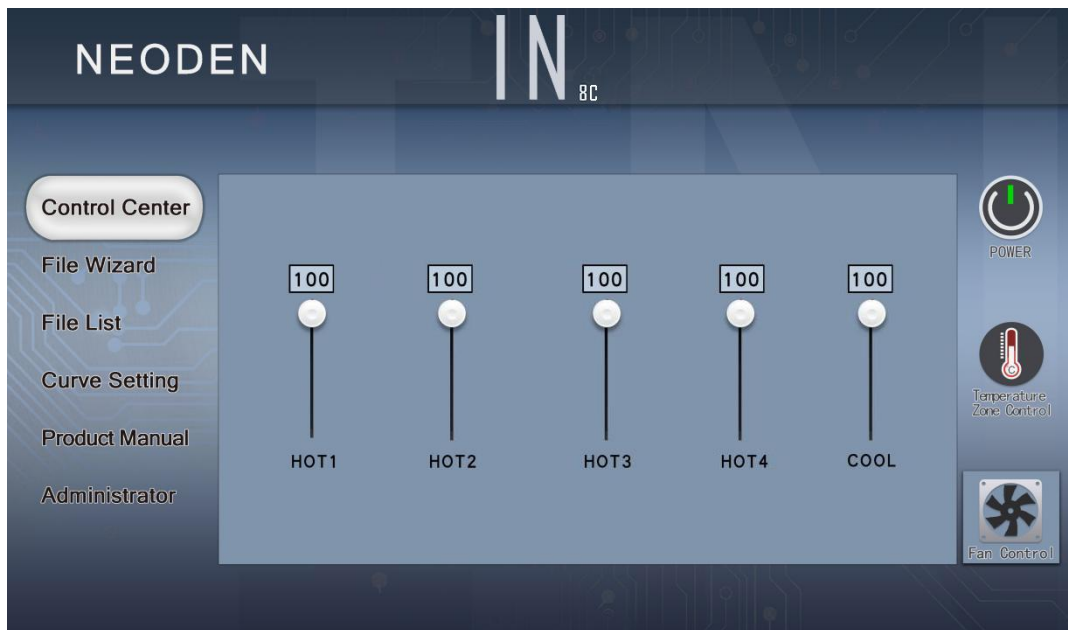 NEODEN
IN
8C
Control Center
File Wizard
File List
Curve Setting
Product Manual
Administrator
100 100 100 100 100
HOT1 HOT2 HOT3 HOT4 COOL
POWER
C
Temperature
Zone Control
Fan Control